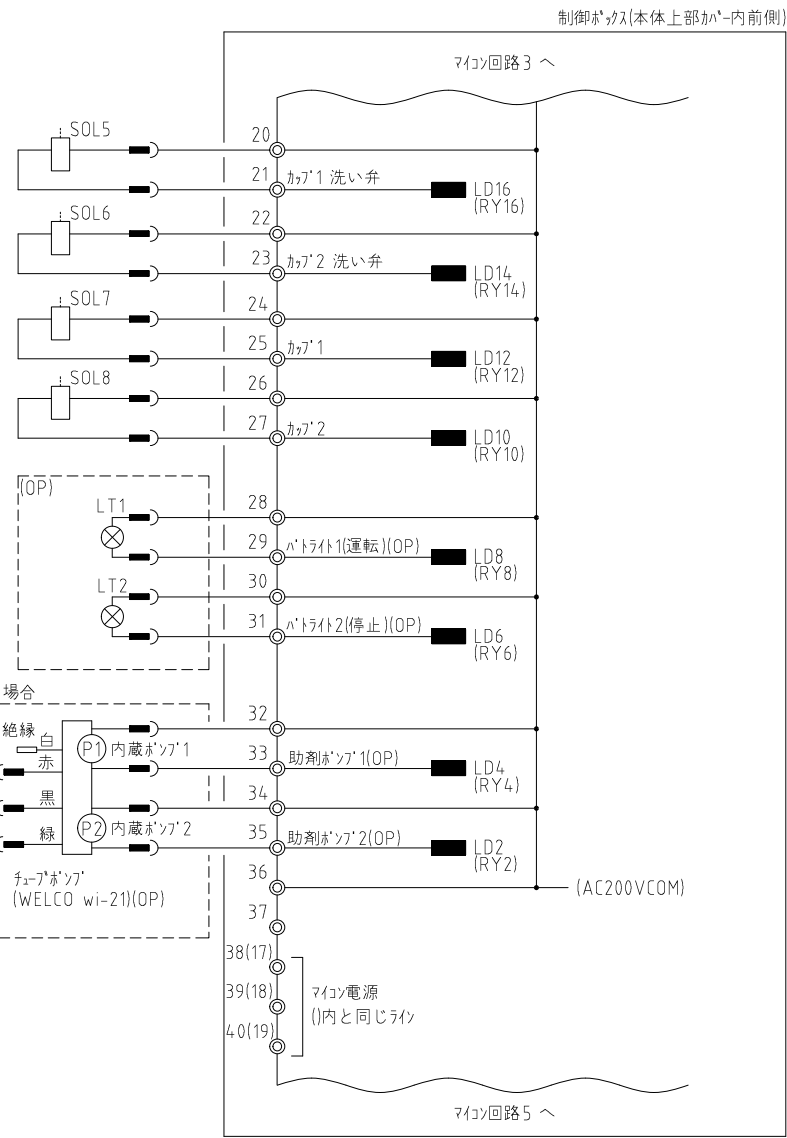 制御ﾎﾞｯｸｽ(本体上部ｶﾊﾞｰ内前側)
ﾏｲｺﾝ回路3 へ
SOL5
20
21 ｶｯﾌﾟ1 洗い弁
LD16
(RY16)
SOL6
22
23 ｶｯﾌﾟ2 洗い弁
LD14
(RY14)
SOL7
24
25 ｶｯﾌﾟ1
LD12
(RY12)
SOL8
26
27 ｶｯﾌﾟ2
LD10
(RY10)
(OP)
LT1
28
29 ﾊﾟﾄﾗｲﾄ1(運転)(OP)
LD8
(RY8)
LT2
30
31 ﾊﾟﾄﾗｲﾄ2(停止)(OP)
LD6
(RY6)
場合
32
絶縁
白
P1 内蔵ﾎﾟﾝﾌﾟ1
33 助剤ﾎﾟﾝﾌﾟ1(OP)
赤
LD4
(RY4)
黒
34
P2 内蔵ﾎﾟﾝﾌﾟ2
緑
35 助剤ﾎﾟﾝﾌﾟ2(OP)
LD2
(RY2)
ﾁｭｰﾌﾞﾎﾟﾝﾌﾟ
(WELCO wi-21)(OP)
36
(AC200VCOM)
37
38(17)
39(18)
ﾏｲｺﾝ電源
()内と同じﾗｲﾝ
40(19)
ﾏｲｺﾝ回路5 へ